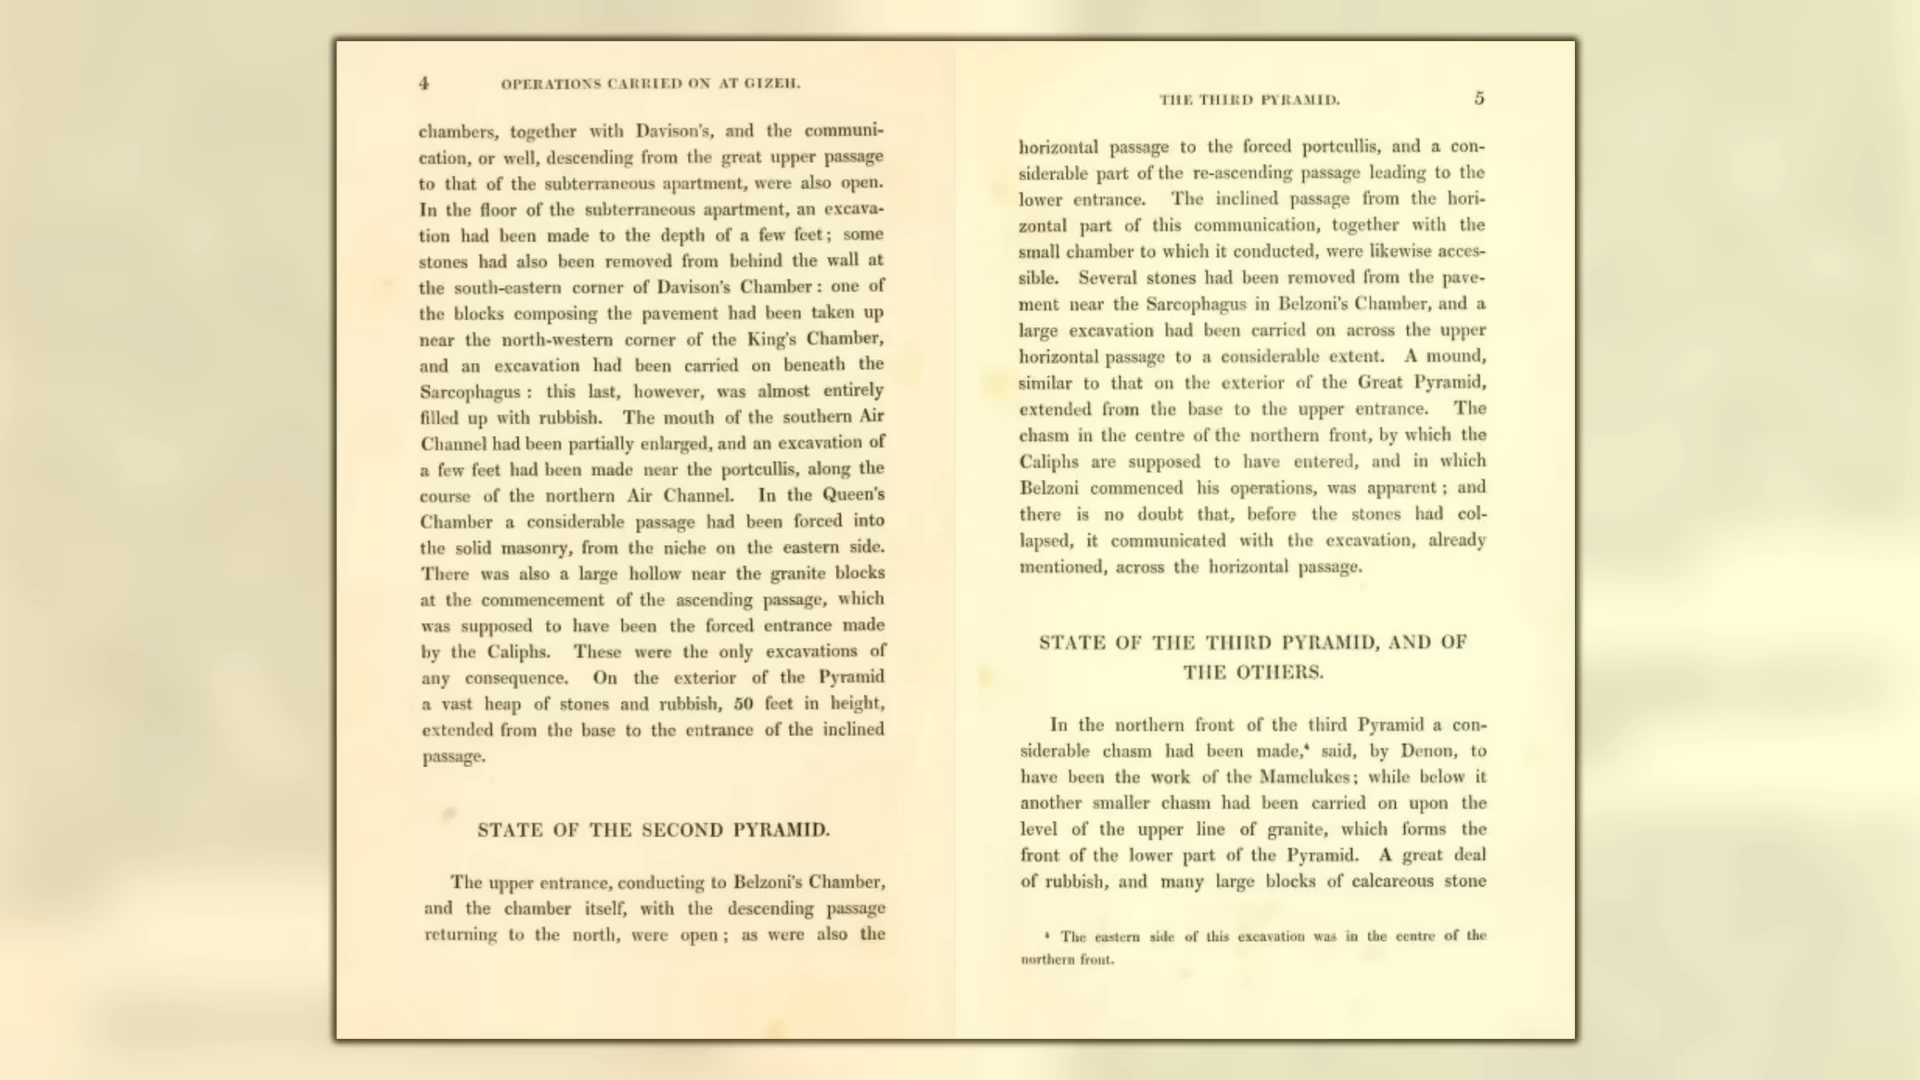 4 OPERATIONS CARRIED ON AT GIZEH.
chambers, together with Davison's, and the communi-
cation, or well, descending from the great upper passage
to that of the subterraneous apartment, were also open.
In the floor of the subterraneous apartment, an excava-
tion had been made to the depth of a few feet; some
stones had also been removed from behind the wall at
the south-eastern corner of Davison's Chamber: one of
the blocks composing the pavement had been taken up
near the north-western corner of the King's Chamber,
and an excavation had been carried on beneath the
Sarcophagus: this last, however, was almost entirely
filled up with rubbish. The mouth of the southern Air
Channel had been partially enlarged, and an excavation of
a few feet had been made near the portcullis, along the
course of the northern Air Channel. In the Queen's
Chamber a considerable passage had been forced into
the solid masonry, from the niche on the eastern side.
There was also a large hollow near the granite blocks
at the commencement of the ascending passage, which
was supposed to have been the forced entrance made
by the Caliphs. These were the only excavations of
any consequence. On the exterior of the Pyramid
a vast heap of stones and rubbish, 50 feet in height,
extended from the base to the entrance of the inclined
passage.
STATE OF THE SECOND PYRAMID.
The upper entrance, conducting to Belzoni's Chamber,
and the chamber itself, with the descending passage
returning to the north, were open; as were also the
THE THIRD PYRAMID. 5
horizontal passage to the forced portcullis, and a con-
siderable part of the re-ascending passage leading to the
lower entrance. The inclined passage from the hori-
zontal part of this communication, together with the
small chamber to which it conducted, were likewise acces-
sible. Several stones had been removed from the pave-
ment near the Sarcophagus in Belzoni's Chamber, and a
large excavation had been carried on across the upper
horizontal passage to a considerable extent. A mound,
similar to that on the exterior of the Great Pyramid,
extended from the base to the upper entrance. The
chasm in the centre of the northern front, by which the
Caliphs are supposed to have entered, and in which
Belzoni commenced his operations, was apparent; and
there is no doubt that, before the stones had col-
lapsed, it communicated with the excavation, already
mentioned, across the horizontal passage.
STATE OF THE THIRD PYRAMID, AND OF
THE OTHERS.
In the northern front of the third Pyramid a con-
siderable chasm had been made,⁴ said, by Denon, to
have been the work of the Mamelukes; while below it
another smaller chasm had been carried on upon the
level of the upper line of granite, which forms the
front of the lower part of the Pyramid. A great deal
of rubbish, and many large blocks of calcareous stone
⁴ The eastern side of this excavation was in the centre of the
northern front.